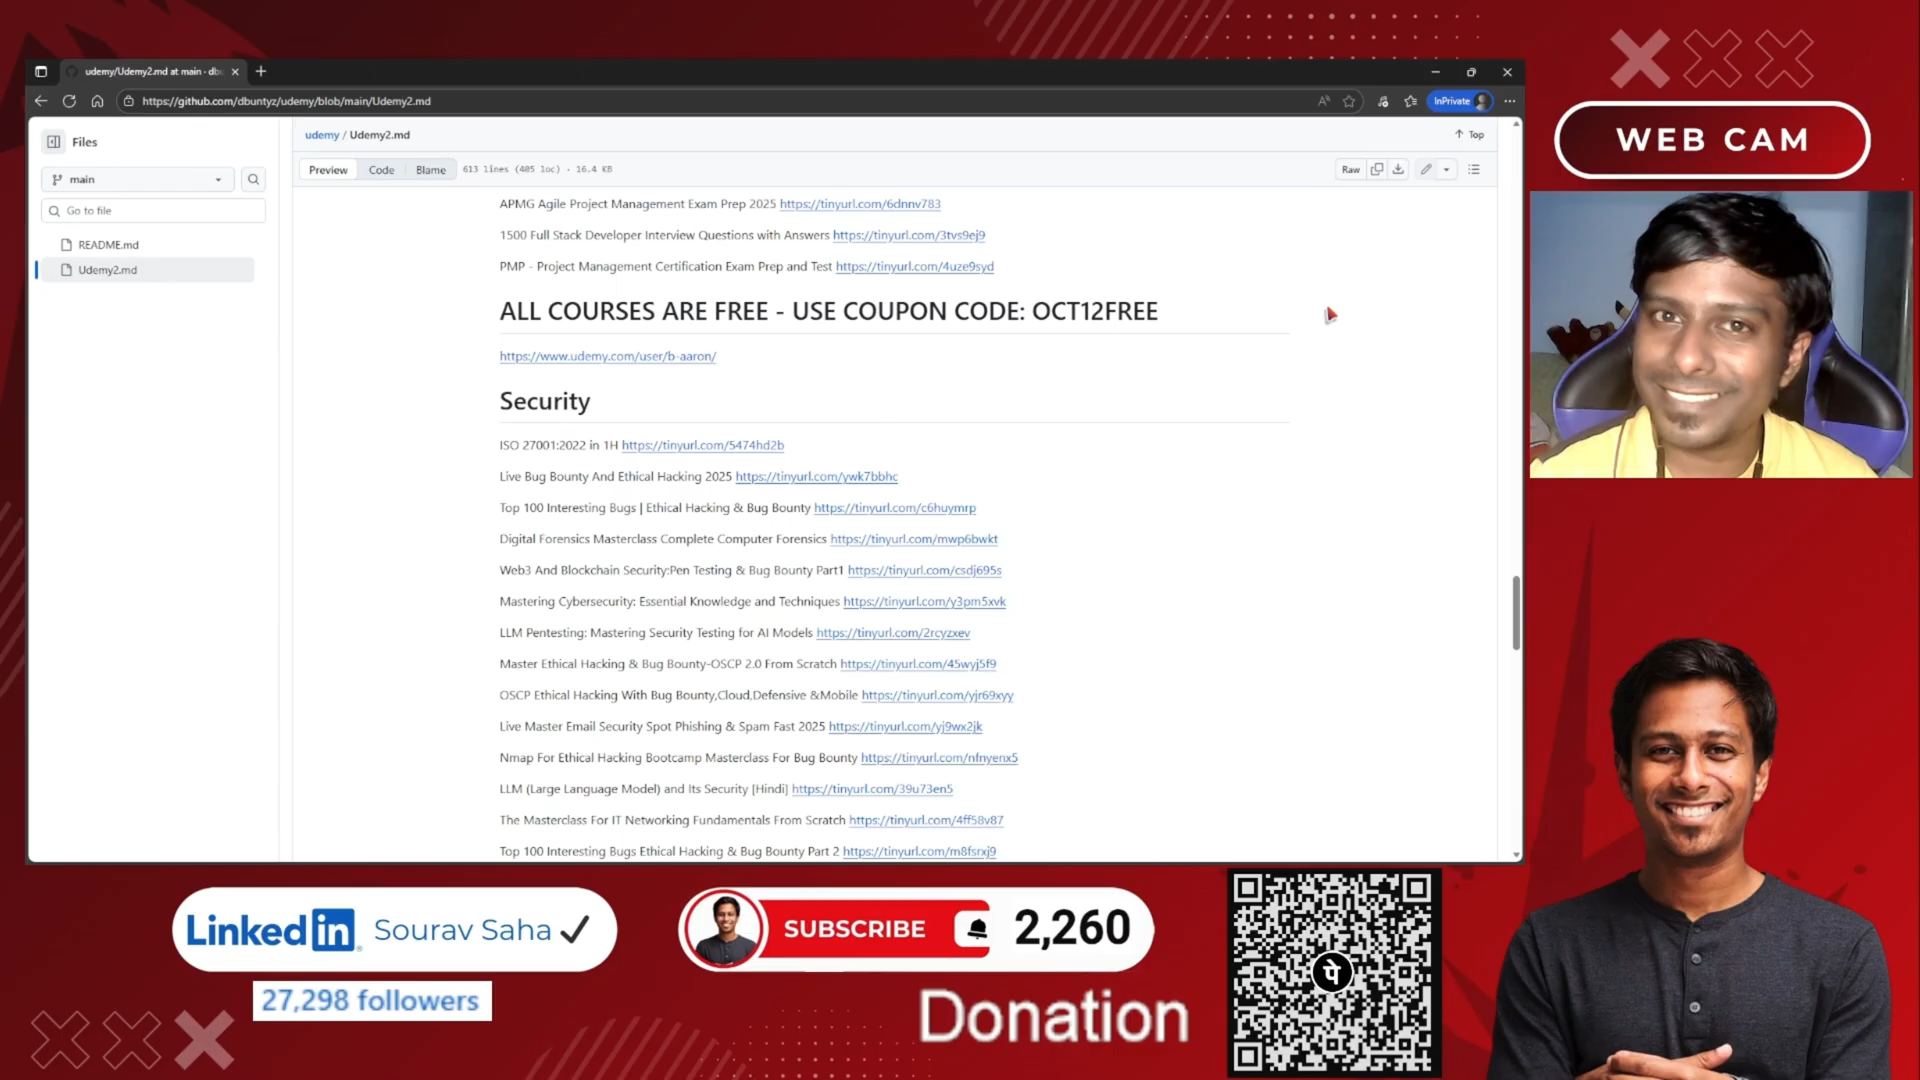 udemy/Udemy2.md at main · dbu
https://github.com/dbuntyz/udemy/blob/main/Udemy2.md
InPrivate
Files
main
Go to file
README.md
Udemy2.md
udemy / Udemy2.md
Top
Preview
Code
Blame
613 lines (405 loc) · 16.4 KB
Raw
APMG Agile Project Management Exam Prep 2025 https://tinyurl.com/6dnnv783
1500 Full Stack Developer Interview Questions with Answers https://tinyurl.com/3tvs9ej9
PMP - Project Management Certification Exam Prep and Test https://tinyurl.com/4uze9syd
ALL COURSES ARE FREE - USE COUPON CODE: OCT12FREE
https://www.udemy.com/user/b-aaron/
Security
ISO 27001:2022 in 1H https://tinyurl.com/5474hd2b
Live Bug Bounty And Ethical Hacking 2025 https://tinyurl.com/ywk7bbhc
Top 100 Interesting Bugs | Ethical Hacking & Bug Bounty https://tinyurl.com/c6huymrp
Digital Forensics Masterclass Complete Computer Forensics https://tinyurl.com/mwp6bwkt
Web3 And Blockchain Security:Pen Testing & Bug Bounty Part1 https://tinyurl.com/csdj695s
Mastering Cybersecurity: Essential Knowledge and Techniques https://tinyurl.com/y3pm5xvk
LLM Pentesting: Mastering Security Testing for AI Models https://tinyurl.com/2rcyzxev
Master Ethical Hacking & Bug Bounty-OSCP 2.0 From Scratch https://tinyurl.com/45wyj5f9
OSCP Ethical Hacking With Bug Bounty,Cloud,Defensive &Mobile https://tinyurl.com/yjr69xyy
Live Master Email Security Spot Phishing & Spam Fast 2025 https://tinyurl.com/yj9wx2jk
Nmap For Ethical Hacking Bootcamp Masterclass For Bug Bounty https://tinyurl.com/nfnyenx5
LLM (Large Language Model) and Its Security [Hindi] https://tinyurl.com/39u73en5
The Masterclass For IT Networking Fundamentals From Scratch https://tinyurl.com/4ff58v87
Top 100 Interesting Bugs Ethical Hacking & Bug Bounty Part 2 https://tinyurl.com/m8fsrxj9
WEB CAM
Linkedin Sourav Saha
27,298 followers
SUBSCRIBE
2,260
Donation
पे